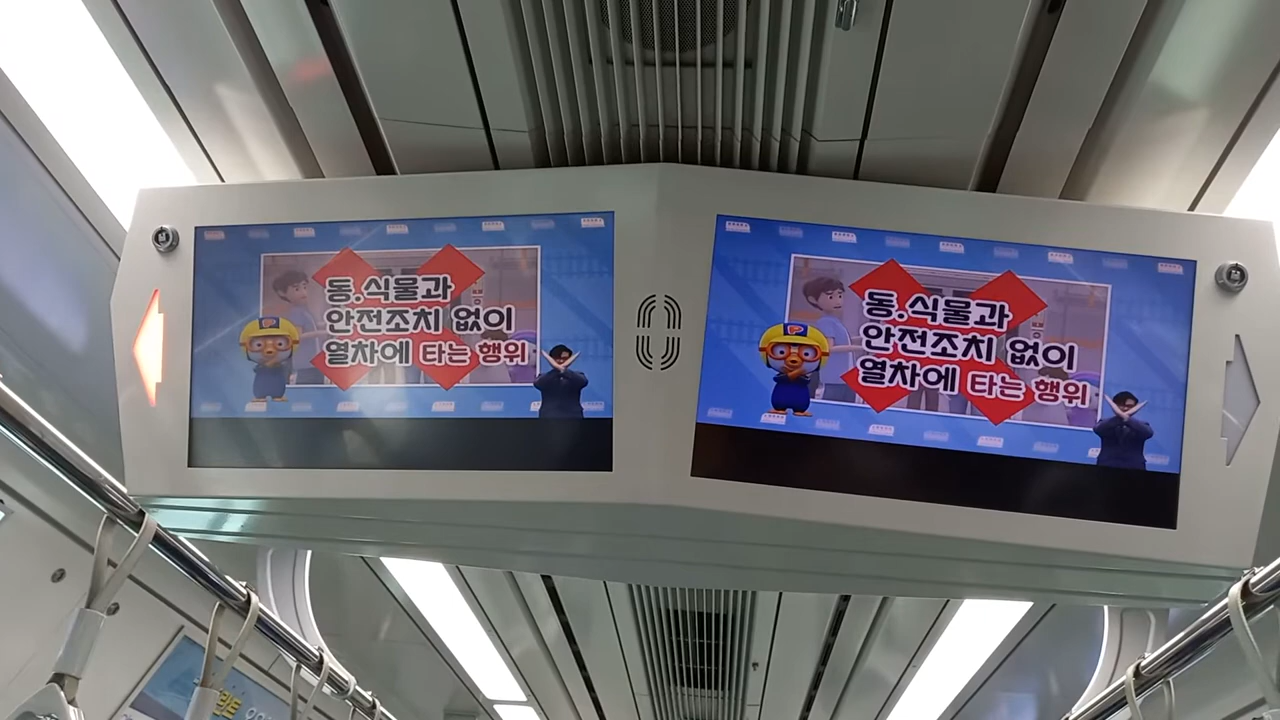 동.식물과
안전조치 없이
열차에 타는 행위
동.식물과
안전조치 없이
열차에 타는 행위